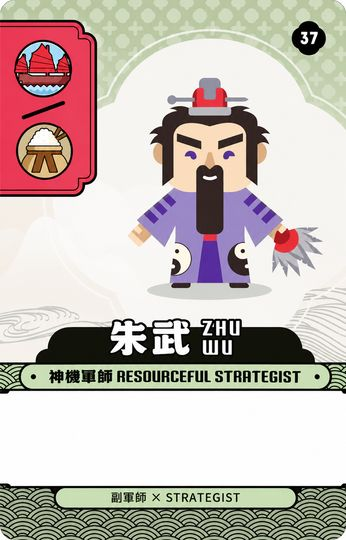 37
朱武 ZHU WU
神機軍師 RESOURCEFUL STRATEGIST
副軍師 × STRATEGIST